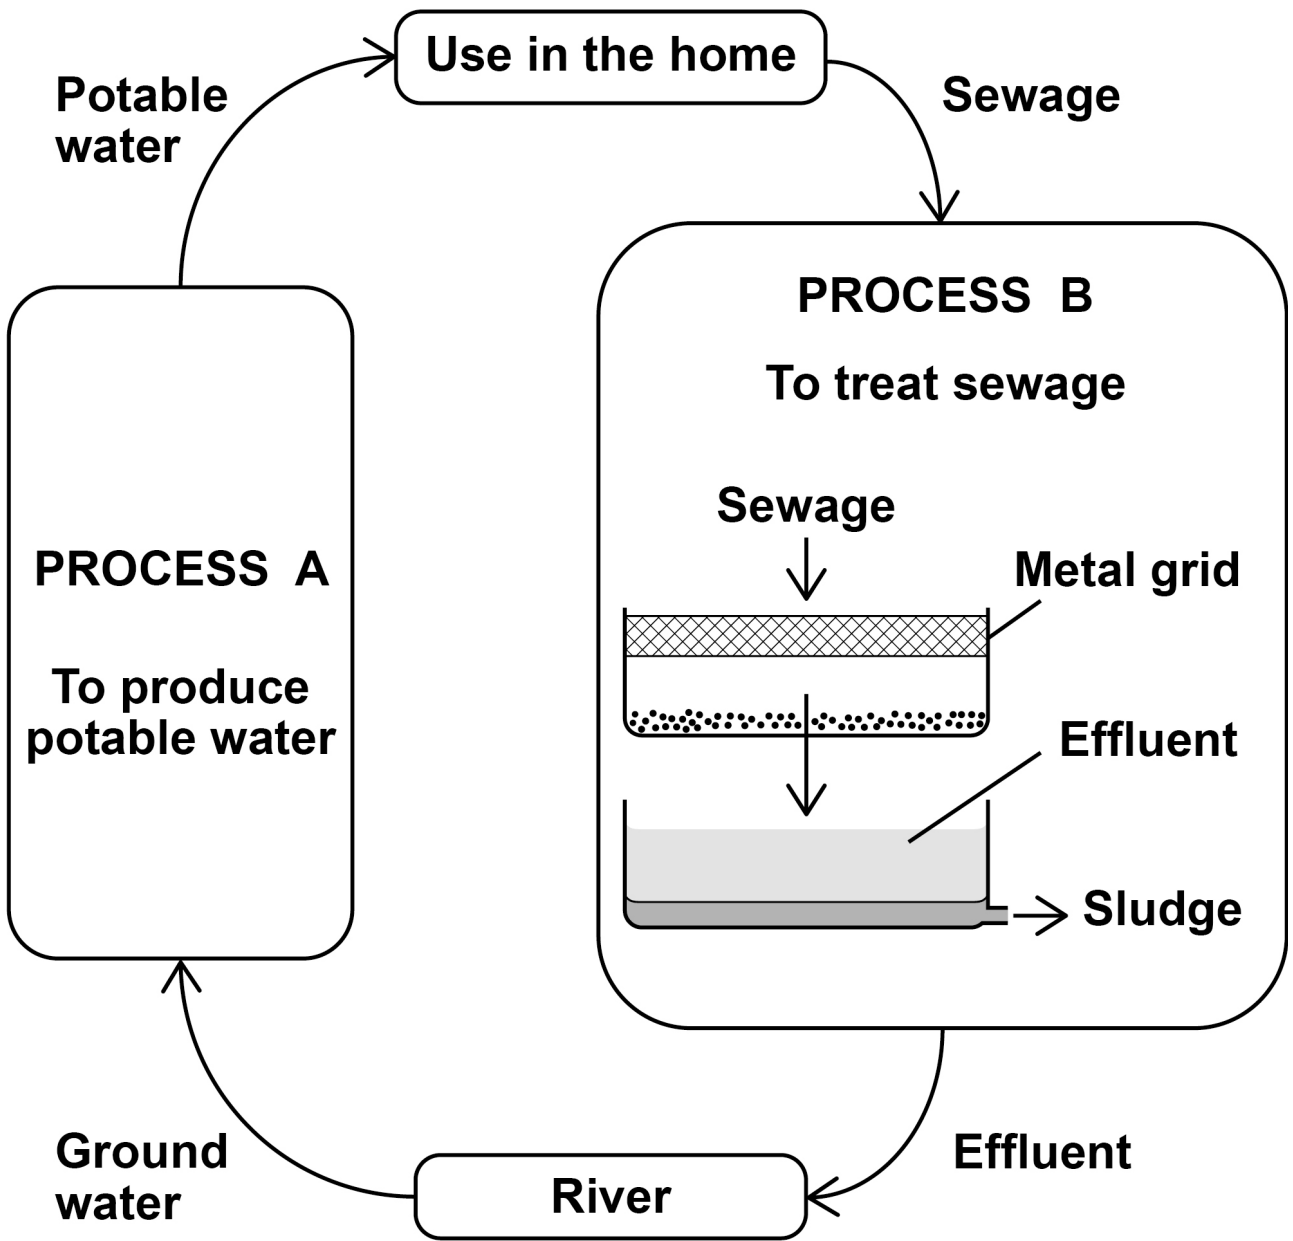 Use in the home
Potable
water
Sewage
PROCESS B
To treat sewage
Sewage
Metal grid
Effluent
Sludge
PROCESS A
To produce
potable water
Ground
water
River
Effluent